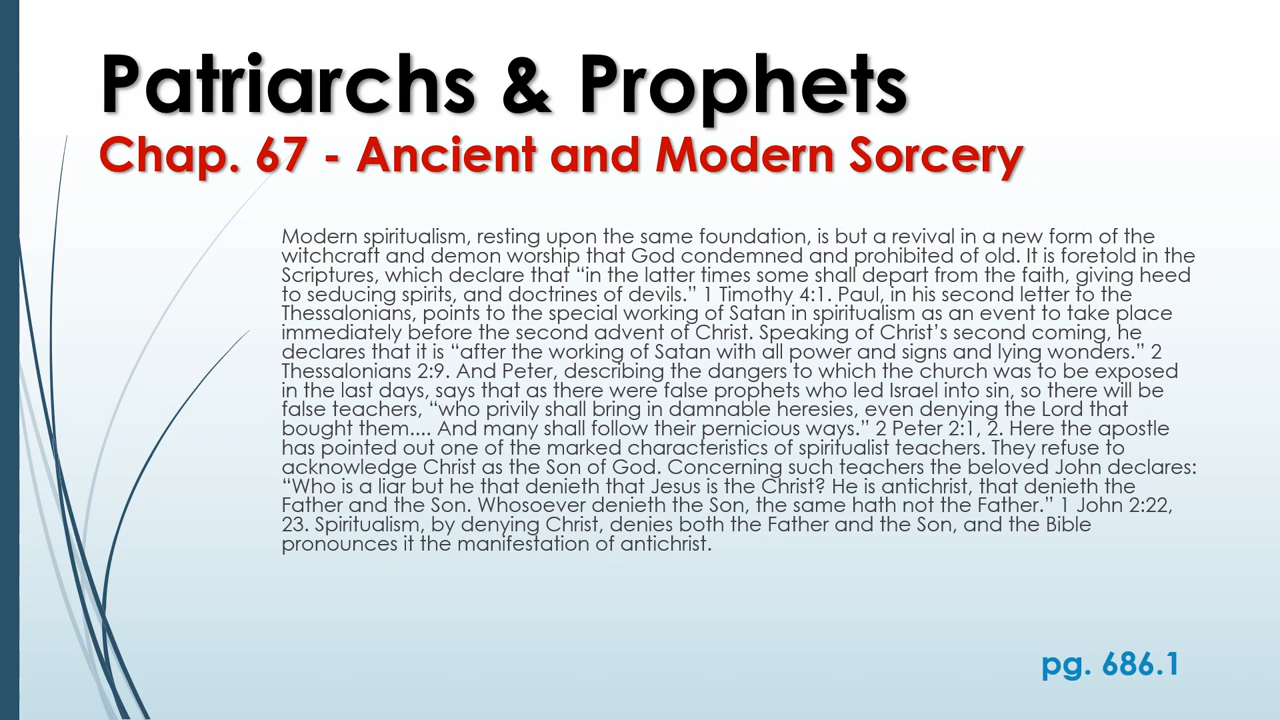 Patriarchs & Prophets
Chap. 67 - Ancient and Modern Sorcery
Modern spiritualism, resting upon the same foundation, is but a revival in a new form of the
witchcraft and demon worship that God condemned and prohibited of old. It is foretold in the
Scriptures, which declare that “in the latter times some shall depart from the faith, giving heed
to seducing spirits, and doctrines of devils.” 1 Timothy 4:1. Paul, in his second letter to the
Thessalonians, points to the special working of Satan in spiritualism as an event to take place
immediately before the second advent of Christ. Speaking of Christ’s second coming, he
declares that it is “after the working of Satan with all power and signs and lying wonders.” 2
Thessalonians 2:9. And Peter, describing the dangers to which the church was to be exposed
in the last days, says that as there were false prophets who led Israel into sin, so there will be
false teachers, “who privily shall bring in damnable heresies, even denying the Lord that
bought them.... And many shall follow their pernicious ways.” 2 Peter 2:1, 2. Here the apostle
has pointed out one of the marked characteristics of spiritualist teachers. They refuse to
acknowledge Christ as the Son of God. Concerning such teachers the beloved John declares:
“Who is a liar but he that denieth that Jesus is the Christ? He is antichrist, that denieth the
Father and the Son. Whosoever denieth the Son, the same hath not the Father.” 1 John 2:22,
23. Spiritualism, by denying Christ, denies both the Father and the Son, and the Bible
pronounces it the manifestation of antichrist.
pg. 686.1